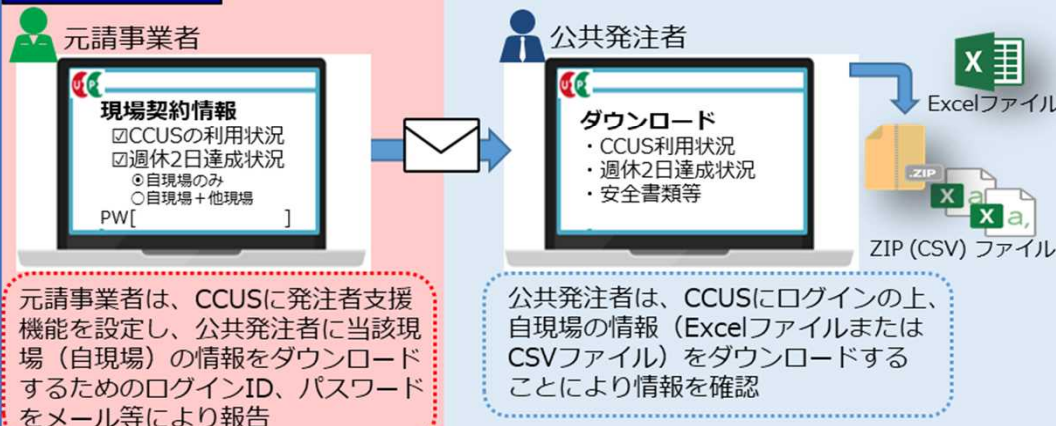 元請事業者
現場契約情報
☑CCUSの利用状況
☑週休2日達成状況
◉自現場のみ
○自現場+他現場
PW[ ]
元請事業者は、CCUSに発注者支援
機能を設定し、公共発注者に当該現
場（自現場）の情報をダウンロード
するためのログインID、パスワード
をメール等により報告
公共発注者
ダウンロード
・CCUS利用状況
・週休2日達成状況
・安全書類等
Excelファイル
.ZIP
X a
X a,
ZIP (CSV) ファイル
公共発注者は、CCUSにログインの上、
自現場の情報（Excelファイルまたは
CSVファイル）をダウンロードする
ことにより情報を確認